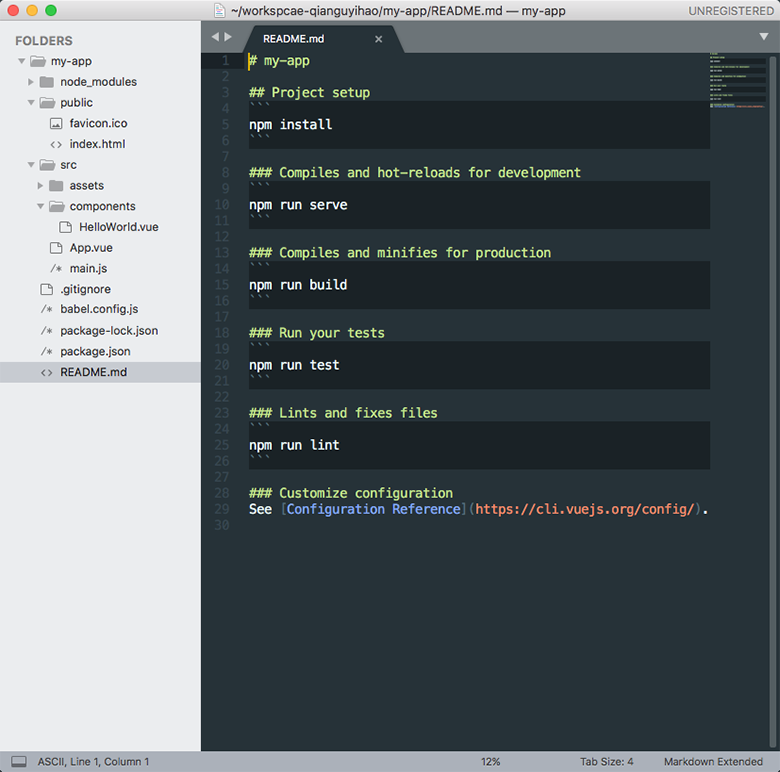 ~/workspcae-qianguyihao/my-app/README.md — my-app
UNREGISTERED
FOLDERS
my-app
node_modules
public
favicon.ico
<> index.html
src
assets
components
HelloWorld.vue
App.vue
/* main.js
.gitignore
/* babel.config.js
/* package-lock.json
/* package.json
<> README.md
README.md ×
1 # my-app
2
3 ## Project setup
4 ```
5 npm install
6 ```
7
8 ### Compiles and hot-reloads for development
9 ```
10 npm run serve
11 ```
12
13 ### Compiles and minifies for production
14 ```
15 npm run build
16 ```
17
18 ### Run your tests
19 ```
20 npm run test
21 ```
22
23 ### Lints and fixes files
24 ```
25 npm run lint
26 ```
27
28 ### Customize configuration
29 See [Configuration Reference](https://cli.vuejs.org/config/).
30
ASCII, Line 1, Column 1
12%
Tab Size: 4
Markdown Extended